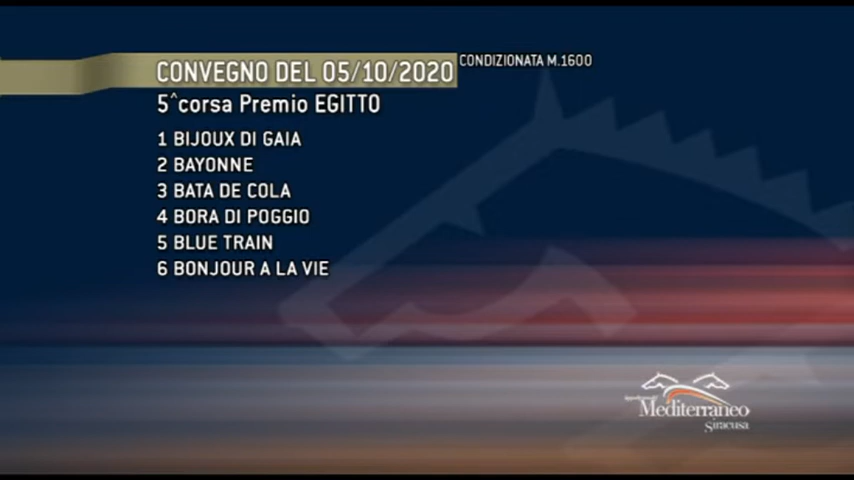 CONVEGNO DEL 05/10/2020 CONDIZIONATA M.1600
5^corsa Premio EGITTO
1 BIJOUX DI GAIA
2 BAYONNE
3 BATA DE COLA
4 BORA DI POGGIO
5 BLUE TRAIN
6 BONJOUR A LA VIE
Mediterraneo
Siracusa